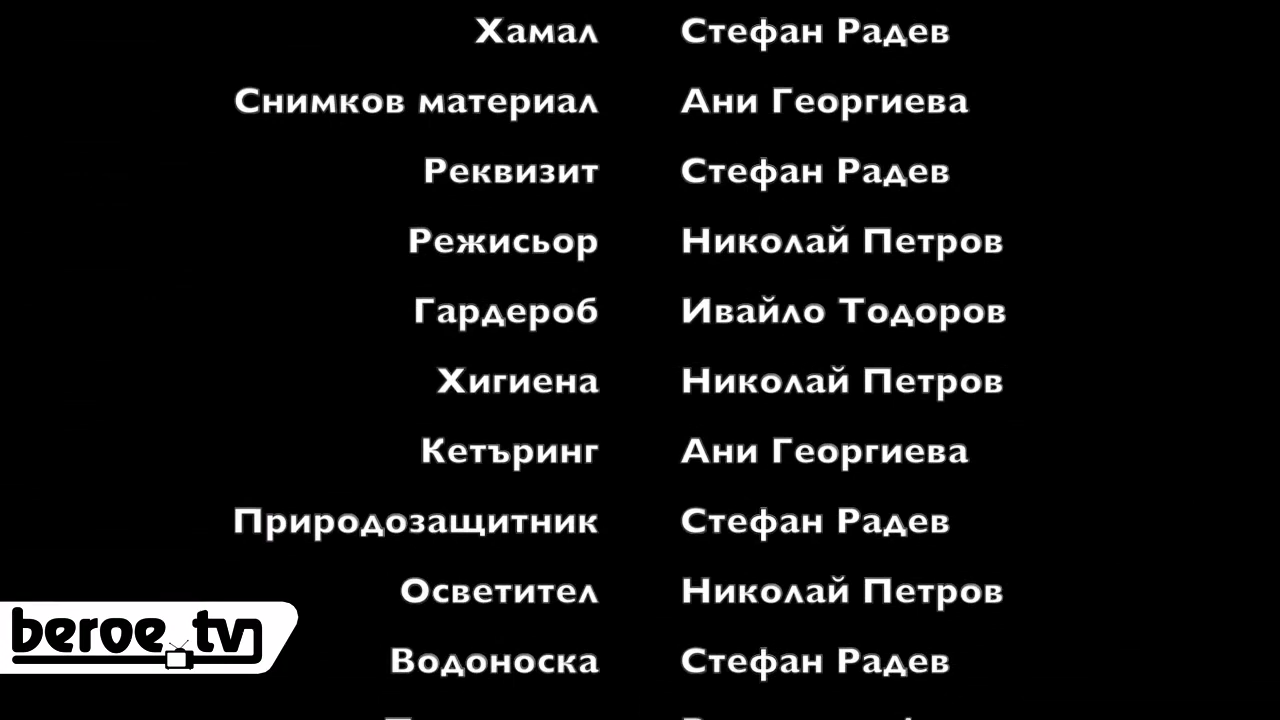 Хамал Стефан Радев
Снимков материал Ани Георгиева
Реквизит Стефан Радев
Режисьор Николай Петров
Гардероб Ивайло Тодоров
Хигиена Николай Петров
Кетъринг Ани Георгиева
Природозащитник Стефан Радев
Осветител Николай Петров
Водоноска Стефан Радев
beroe.tv